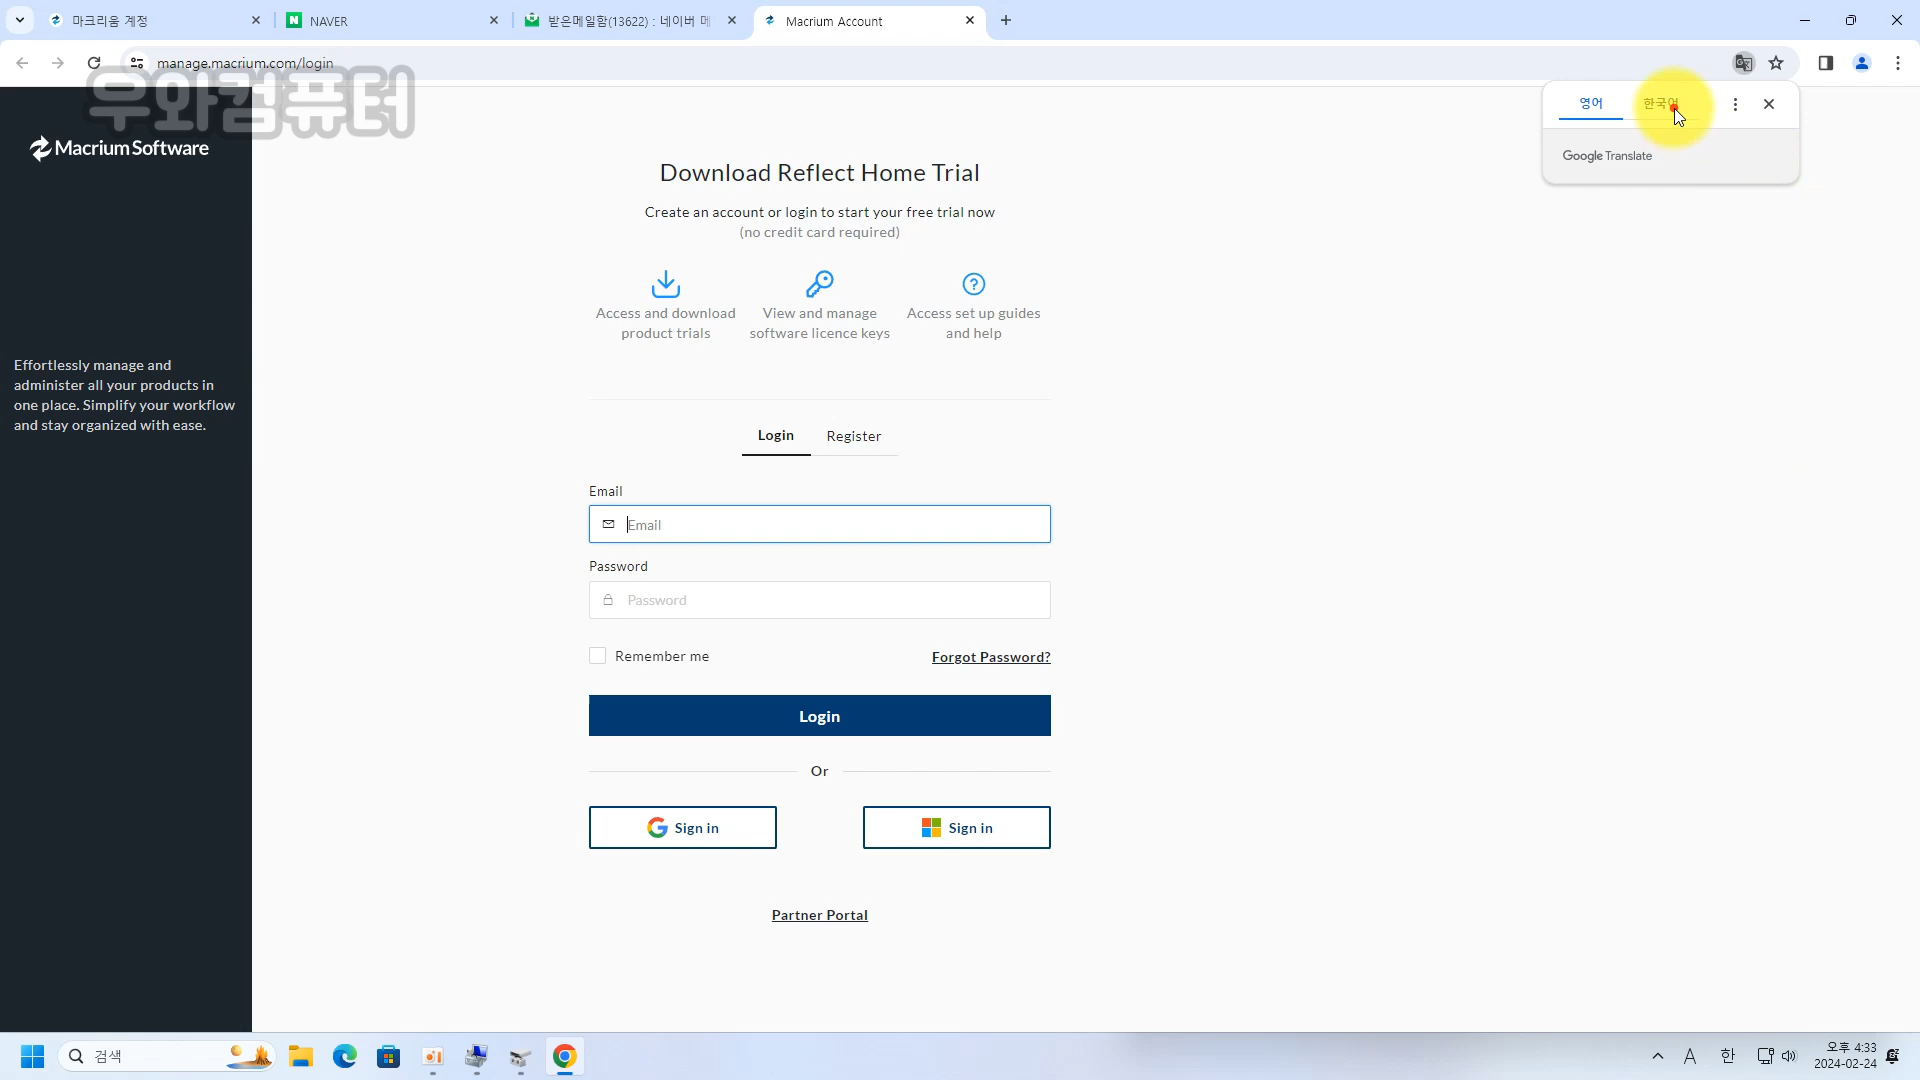 마크리움 계정
NAVER
받은메일함(13622) : 네이버 메
Macrium Account
manage.macrium.com/login
우와컴퓨터
영어
한국어
Google Translate
Macrium Software
Download Reflect Home Trial
Create an account or login to start your free trial now
(no credit card required)
Access and download
product trials
View and manage
software licence keys
Access set up guides
and help
Effortlessly manage and
administer all your products in
one place. Simplify your workflow
and stay organized with ease.
Login
Register
Email
Email
Password
Password
Remember me
Forgot Password?
Login
Or
Sign in
Sign in
Partner Portal
검색
A
한
오후 4:33
2024-02-24